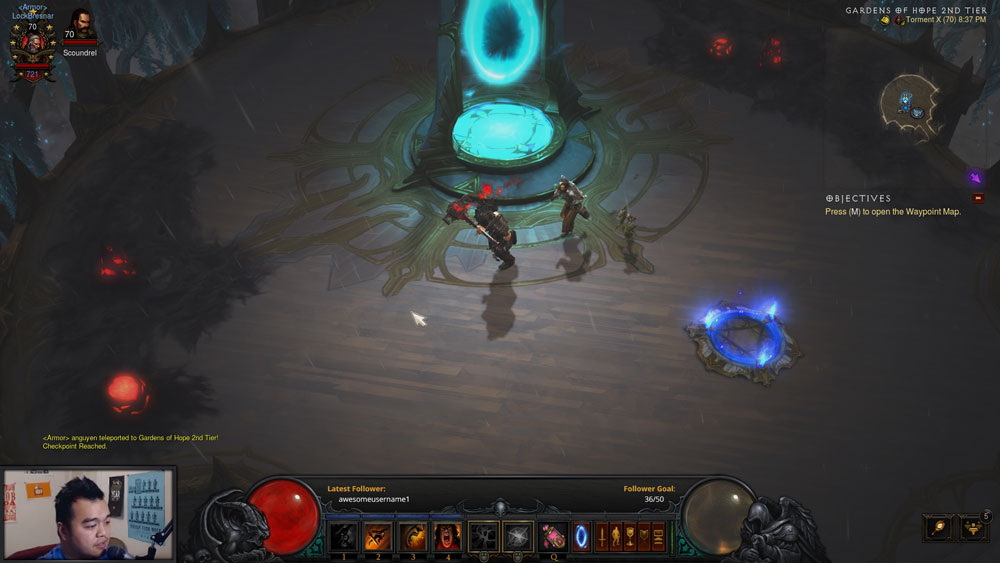 <Armor>
LockBresnar
70
721
70
Scoundrel
GARDENS OF HOPE 2ND TIER
Torment X (70) 8:37 PM
OBJECTIVES
Press (M) to open the Waypoint Map.
<Armor> anguyen teleported to Gardens of Hope 2nd Tier!
Checkpoint Reached.
Latest Follower:
awesomeusername1
Follower Goal:
36/50
1 2 3 4 Q
5